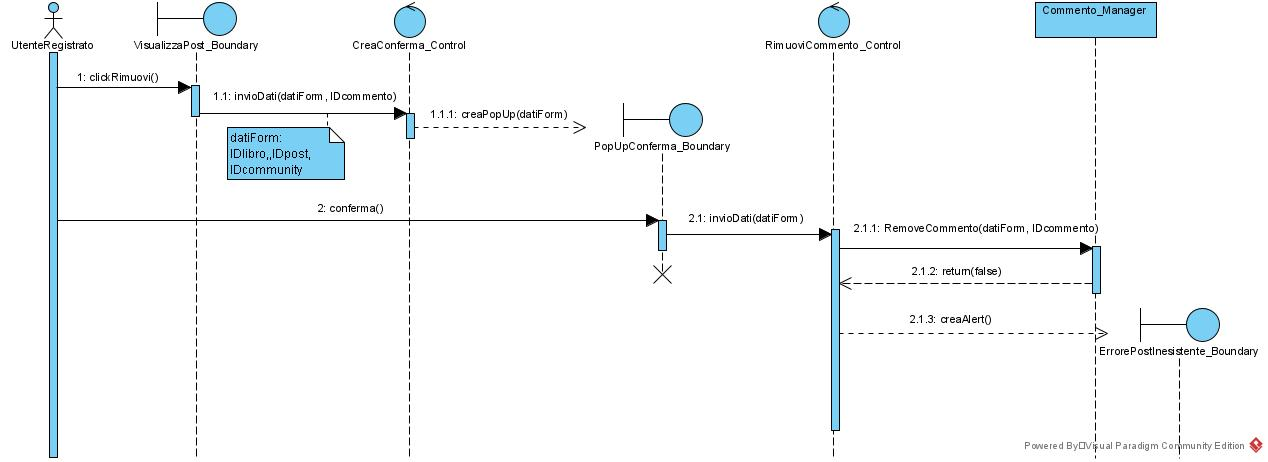 Commento_Manager
UtenteRegistrato
VisualizzaPost_Boundary
CreaConferma_Control
RimuoviCommento_Control
1: clickRimuovi()
1.1: invioDati(datiForm, IDcommento)
1.1.1: creaPopUp(datiForm)
datiForm:
IDlibro,,IDpost,
IDcommunity
PopUpConferma_Boundary
2: conferma()
2.1: invioDati(datiForm)
2.1.1: RemoveCommento(datiForm, IDcommento)
2.1.2: return(false)
2.1.3: creaAlert()
ErrorePostInesistente_Boundary
Powered By□Visual Paradigm Community Edition